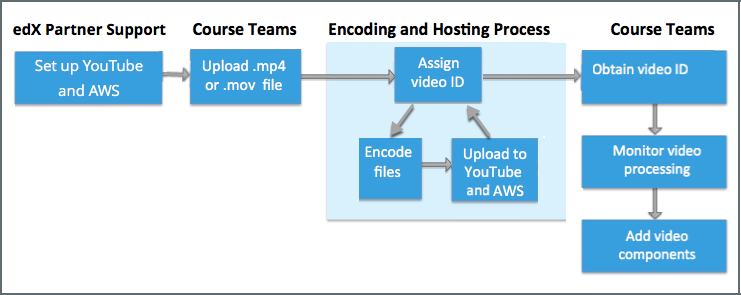 edX Partner Support
Course Teams
Encoding and Hosting Process
Course Teams
Set up YouTube
and AWS
Upload .mp4
or .mov file
Assign
video ID
Encode
files
Upload to
YouTube
and AWS
Obtain video ID
Monitor video
processing
Add video
components